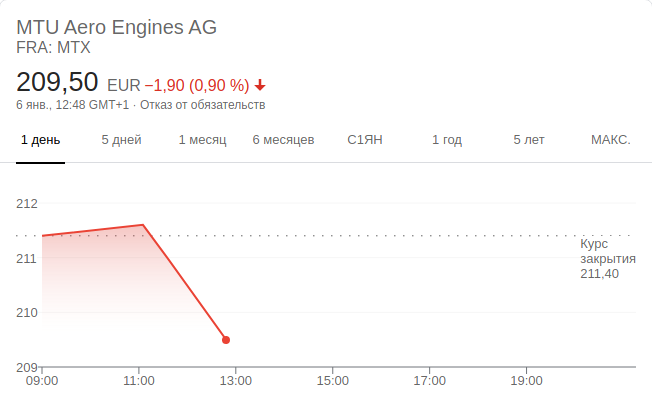 MTU Aero Engines AG
FRA: MTX
209,50 EUR −1,90 (0,90 %)
6 янв., 12:48 GMT+1 · Отказ от обязательств
1 день 5 дней 1 месяц 6 месяцев С1ЯН 1 год 5 лет МАКС.
212
Курс
закрытия
211,40
211
210
209
09:00 11:00 13:00 15:00 17:00 19:00